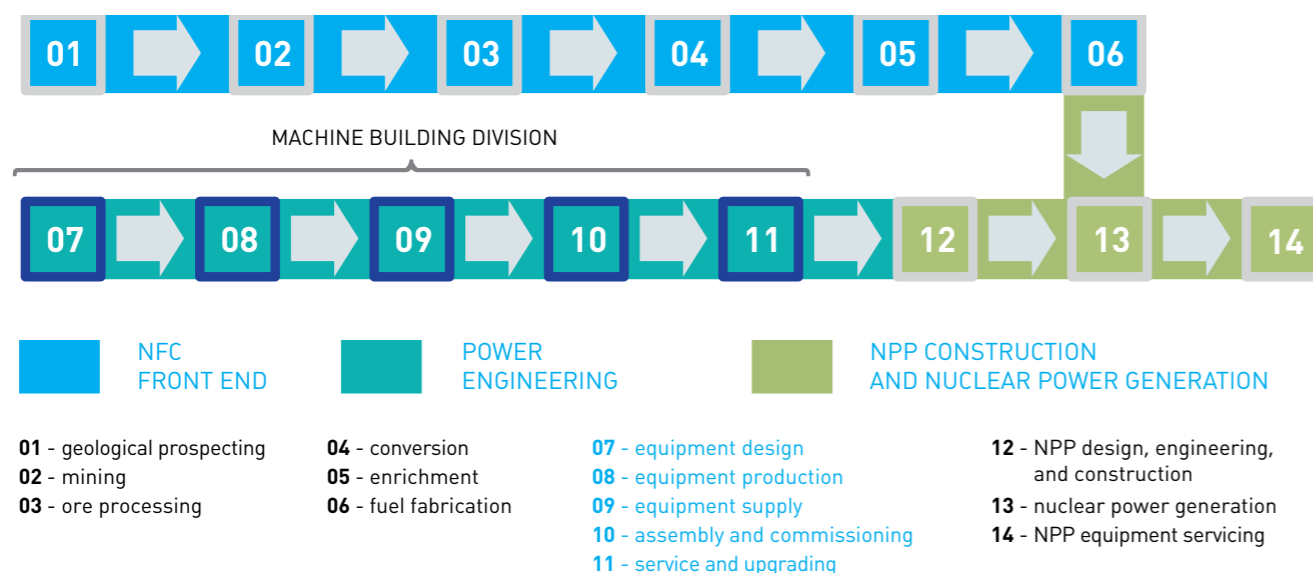 01 02 03 04 05 06
MACHINE BUILDING DIVISION
07 08 09 10 11 12 13 14
NFC
FRONT END
POWER
ENGINEERING
NPP CONSTRUCTION
AND NUCLEAR POWER GENERATION
01 - geological prospecting
02 - mining
03 - ore processing
04 - conversion
05 - enrichment
06 - fuel fabrication
07 - equipment design
08 - equipment production
09 - equipment supply
10 - assembly and commissioning
11 - service and upgrading
12 - NPP design, engineering,
and construction
13 - nuclear power generation
14 - NPP equipment servicing